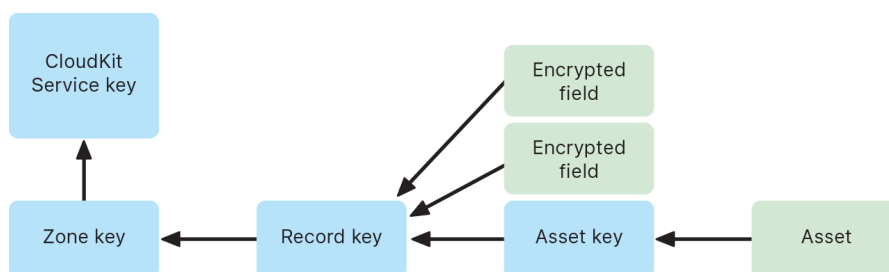 CloudKit
Service key
Encrypted
field
Encrypted
field
Zone key
Record key
Asset key
Asset